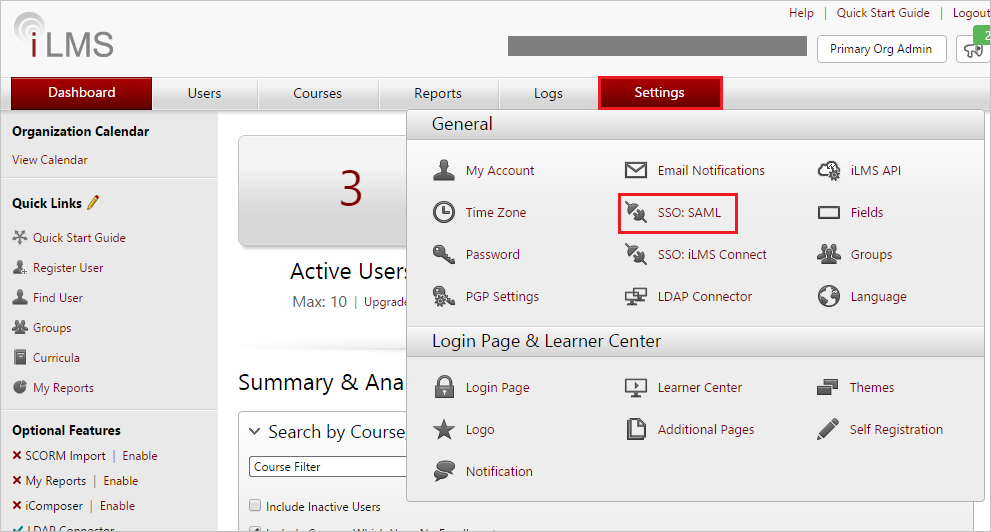 Help | Quick Start Guide | Logout
iLMS
Primary Org Admin
2
Dashboard Users Courses Reports Logs Settings
Organization Calendar
View Calendar
Quick Links
Quick Start Guide
Register User
Find User
Groups
Curricula
My Reports
Optional Features
SCORM Import | Enable
My Reports | Enable
iComposer | Enable
LDAP Connector
3
Active Users
Max: 10 | Upgrade
Summary & Ana
Search by Course,
Course Filter
Include Inactive Users
General
My Account Email Notifications iLMS API
Time Zone SSO: SAML Fields
Password SSO: iLMS Connect Groups
PGP Settings LDAP Connector Language
Login Page & Learner Center
Login Page Learner Center Themes
Logo Additional Pages Self Registration
Notification